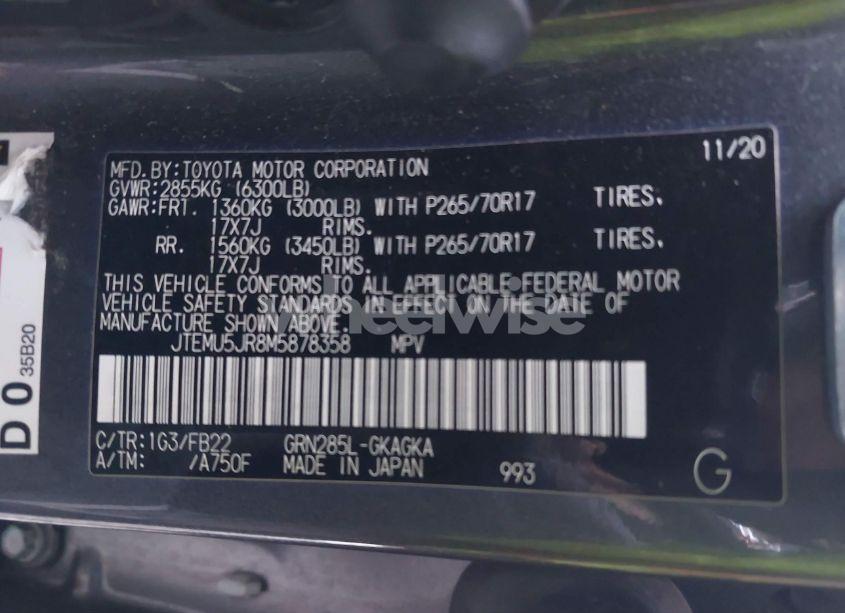 11/20
MFD.BY:TOYOTA MOTOR CORPORATION
GVWR:2855KG (6300LB)
GAWR:FRT. 1360KG (3000LB) WITH P265/70R17 TIRES.
17X7J RIMS.
RR. 1560KG (3450LB) WITH P265/70R17 TIRES.
17X7J RIMS.
THIS VEHICLE CONFORMS TO ALL APPLICABLE FEDERAL MOTOR
VEHICLE SAFETY STANDARDS IN EFFECT ON THE DATE OF
MANUFACTURE SHOWN ABOVE.
JTEMU5JR8M5878358 MPV
C/TR:1G3/FB22 GRN285L-GKAGKA
A/TM: /A750F MADE IN JAPAN 993
G
D 0
35B20
wheelwise